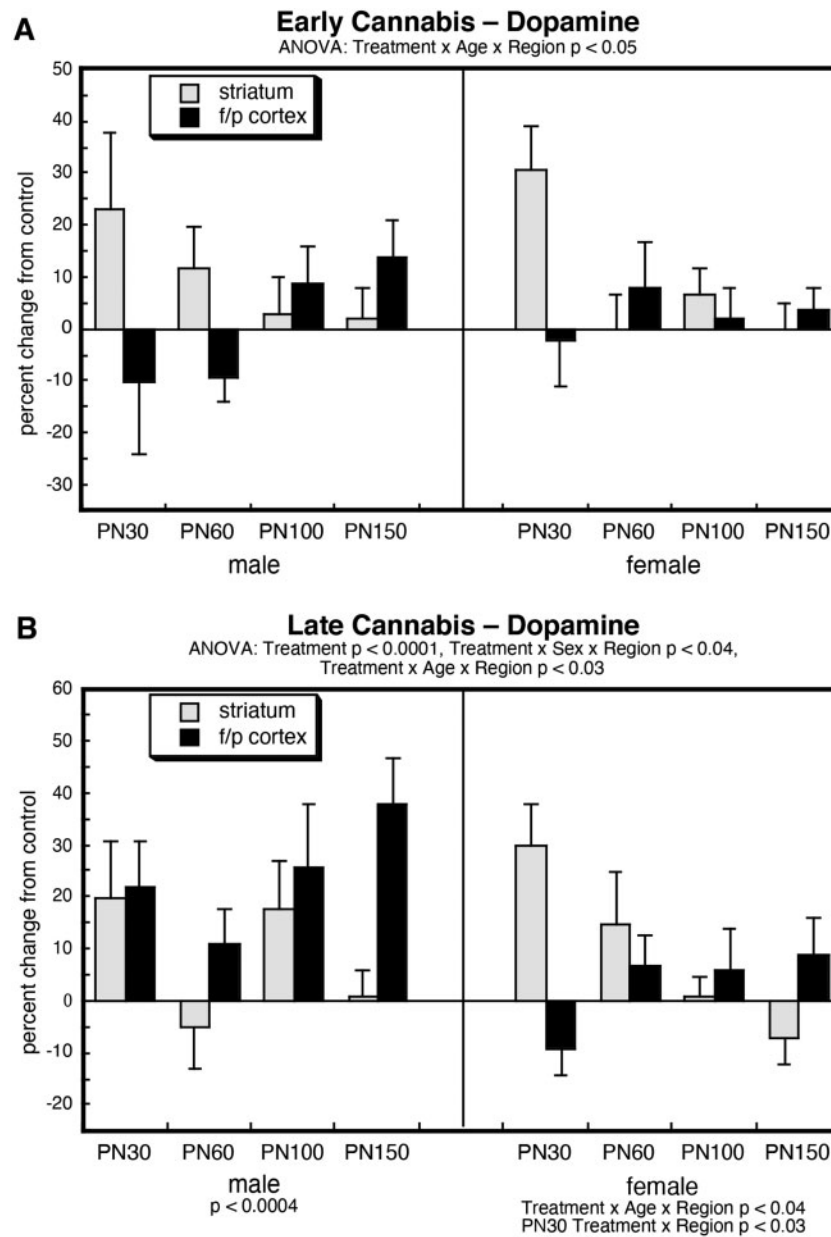 A
Early Cannabis – Dopamine
ANOVA: Treatment x Age x Region p < 0.05
striatum
f/p cortex
percent change from control
50
40
30
20
10
0
-10
-20
-30
PN30 PN60 PN100 PN150 PN30 PN60 PN100 PN150
male female
B
Late Cannabis – Dopamine
ANOVA: Treatment p < 0.0001, Treatment x Sex x Region p < 0.04,
Treatment x Age x Region p < 0.03
striatum
f/p cortex
percent change from control
60
50
40
30
20
10
0
-10
-20
PN30 PN60 PN100 PN150 PN30 PN60 PN100 PN150
male female
p < 0.0004 Treatment x Age x Region p < 0.04
PN30 Treatment x Region p < 0.03